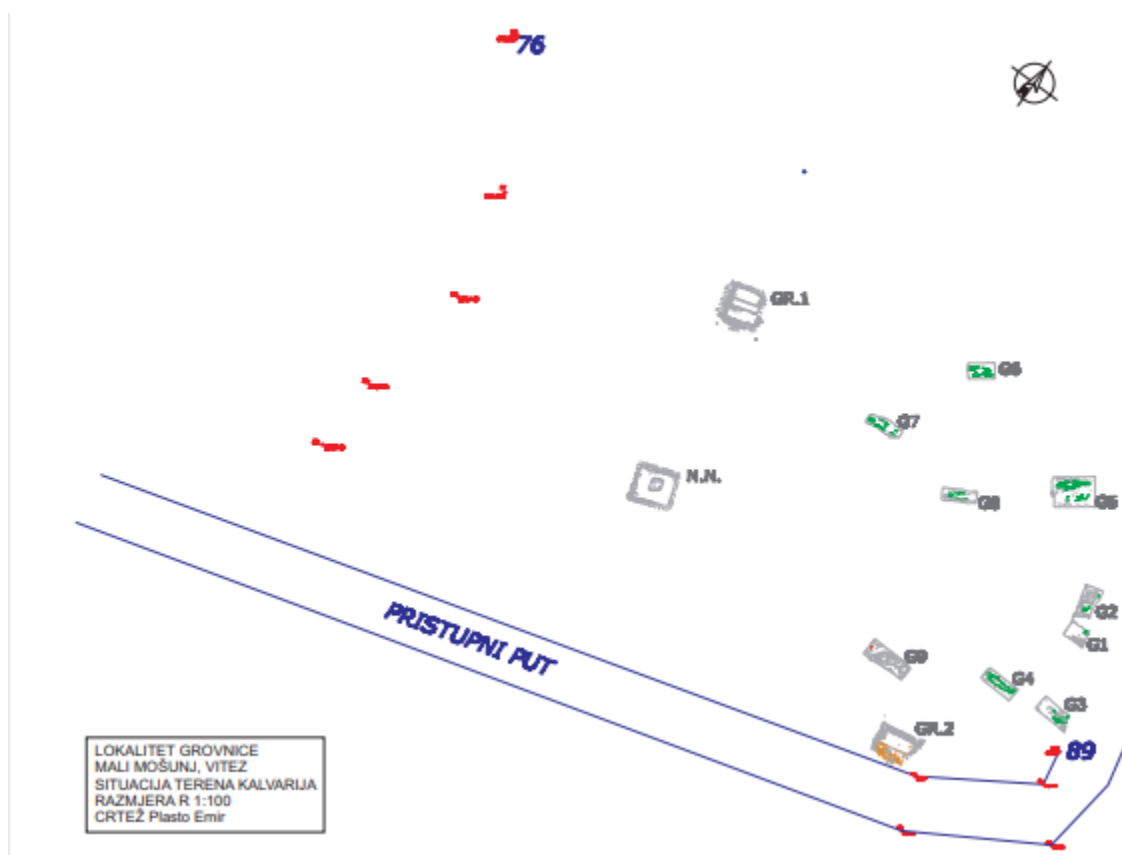 76
GR.1
G6
G7
N.N.
G8
G5
G2
G1
PRISTUPNI PUT
G9
G4
G3
GR.2
89
LOKALITET GROVNICE
MALI MOŠUNJ, VITEZ
SITUACIJA TERENA KALVARIJA
RAZMJERA R 1:100
CRTEŽ Plasto Emir